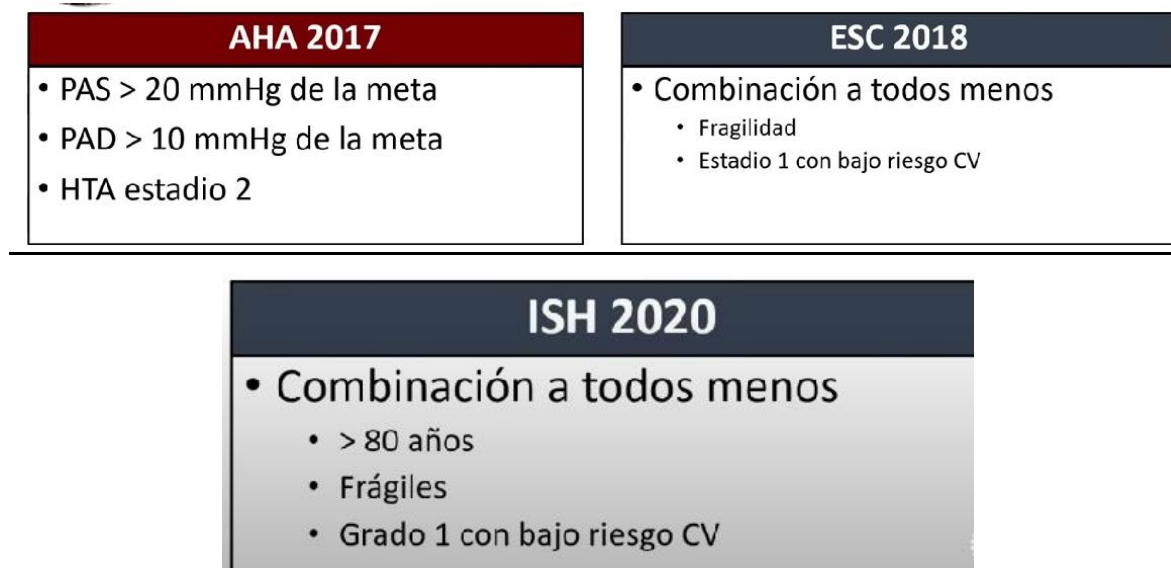 AHA 2017
• PAS > 20 mmHg de la meta
• PAD > 10 mmHg de la meta
• HTA estadio 2
ESC 2018
• Combinación a todos menos
• Fragilidad
• Estadio 1 con bajo riesgo CV
ISH 2020
• Combinación a todos menos
• > 80 años
• Frágiles
• Grado 1 con bajo riesgo CV